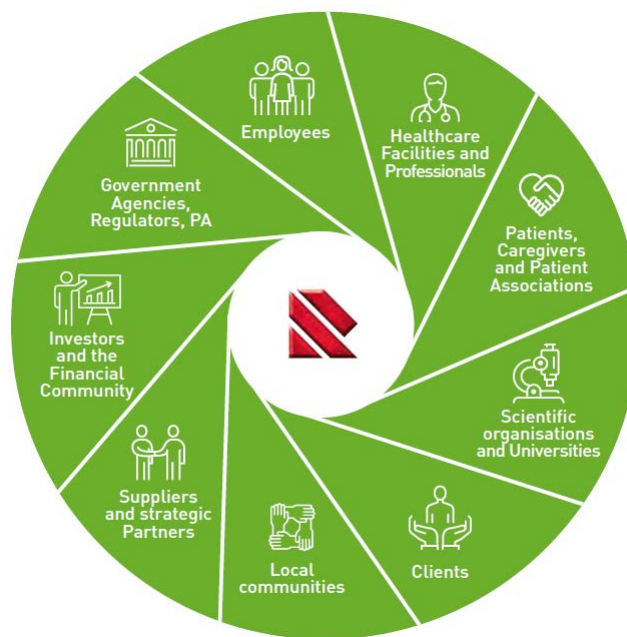 Employees
Healthcare
Facilities and
Professionals
Patients,
Caregivers
and Patient
Associations
Scientific
organisations
and Universities
Clients
Local
communities
Suppliers
and strategic
Partners
Investors
and the
Financial
Community
Government
Agencies,
Regulators, PA